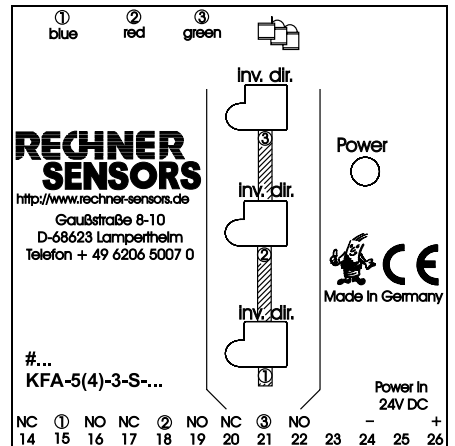 ① ② ③
blue red green
inv. dir.
③
RECHNER
SENSORS
http://www.rechner-sensors.de
Gaußstraße 8-10
D-68623 Lampertheim
Telefon + 49 6206 5007 0
Power
inv. dir.
②
CE
Made in Germany
inv. dir.
①
#...
KFA-5(4)-3-S-...
Power in
24V DC
NC ① NO NC ② NO NC ③ NO − +
14 15 16 17 18 19 20 21 22 23 24 25 26